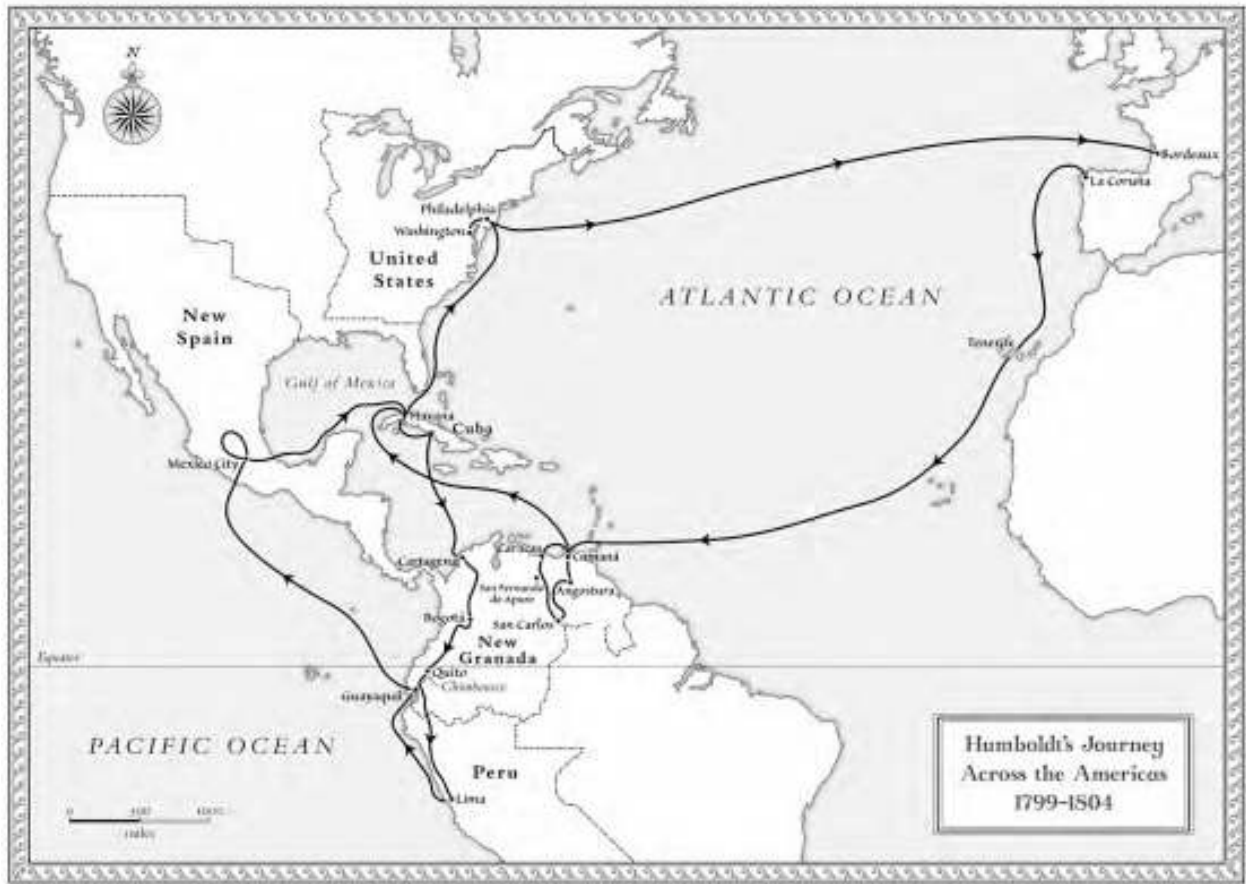 N
Bordeaux
La Coruña
Philadelphia
Washington
United
States
ATLANTIC OCEAN
New
Spain
Tenerife
Gulf of Mexico
Havana
Cuba
Mexico City
Caracas
Cumaná
Cartagena
San Fernando
de Apure
Angostura
Bogotá
San Carlos
New
Granada
Equator
Quito
Chimborazo
Guayaquil
PACIFIC OCEAN
Peru
Lima
Humboldt's Journey
Across the Americas
1799–1804
0 500
miles